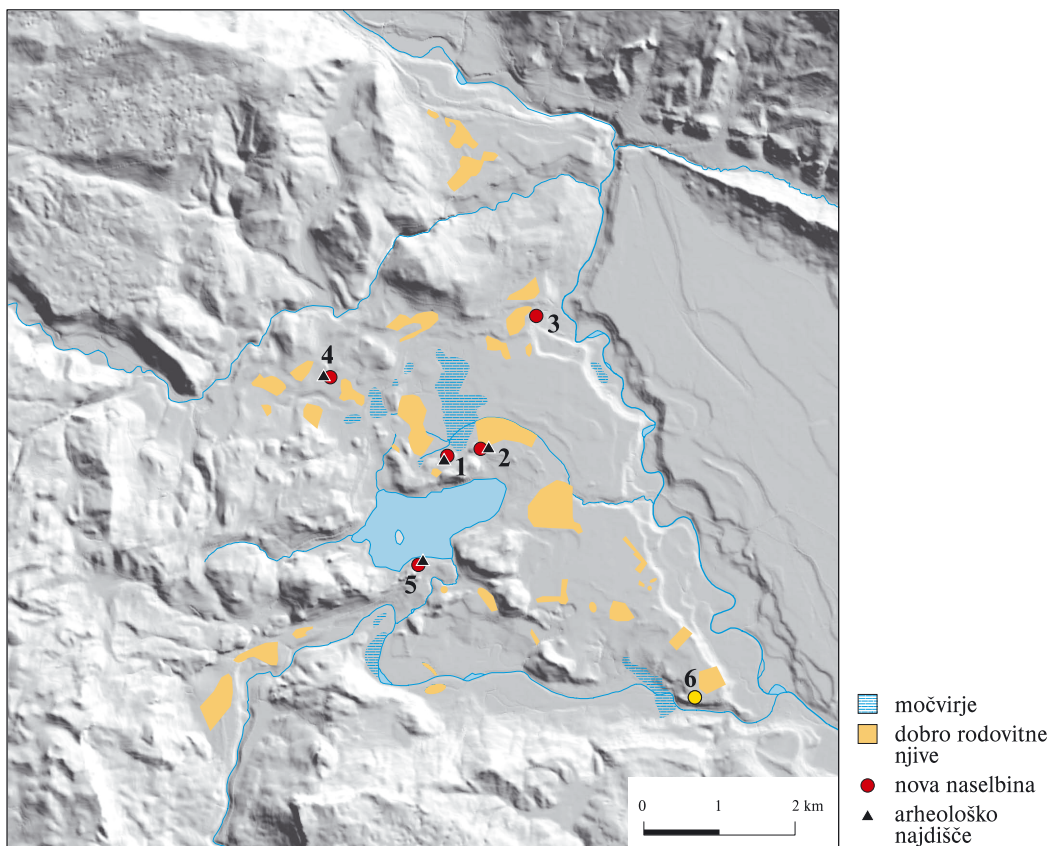 3
4
1
2
5
6
0 1 2 km
močvirje
dobro rodovitne
njive
nova naselbina
arheološko
najdišče